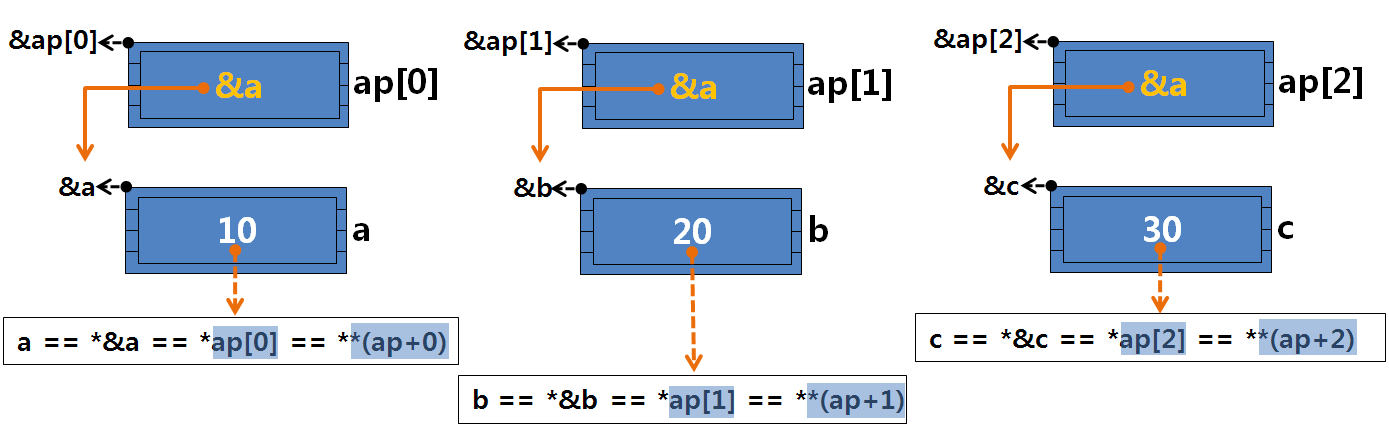 &ap[0]
&a
ap[0]
&ap[1]
&a
ap[1]
&ap[2]
&a
ap[2]
&a
10
a
&b
20
b
&c
30
c
a == *&a == *ap[0] == **(ap+0)
b == *&b == *ap[1] == **(ap+1)
c == *&c == *ap[2] == **(ap+2)